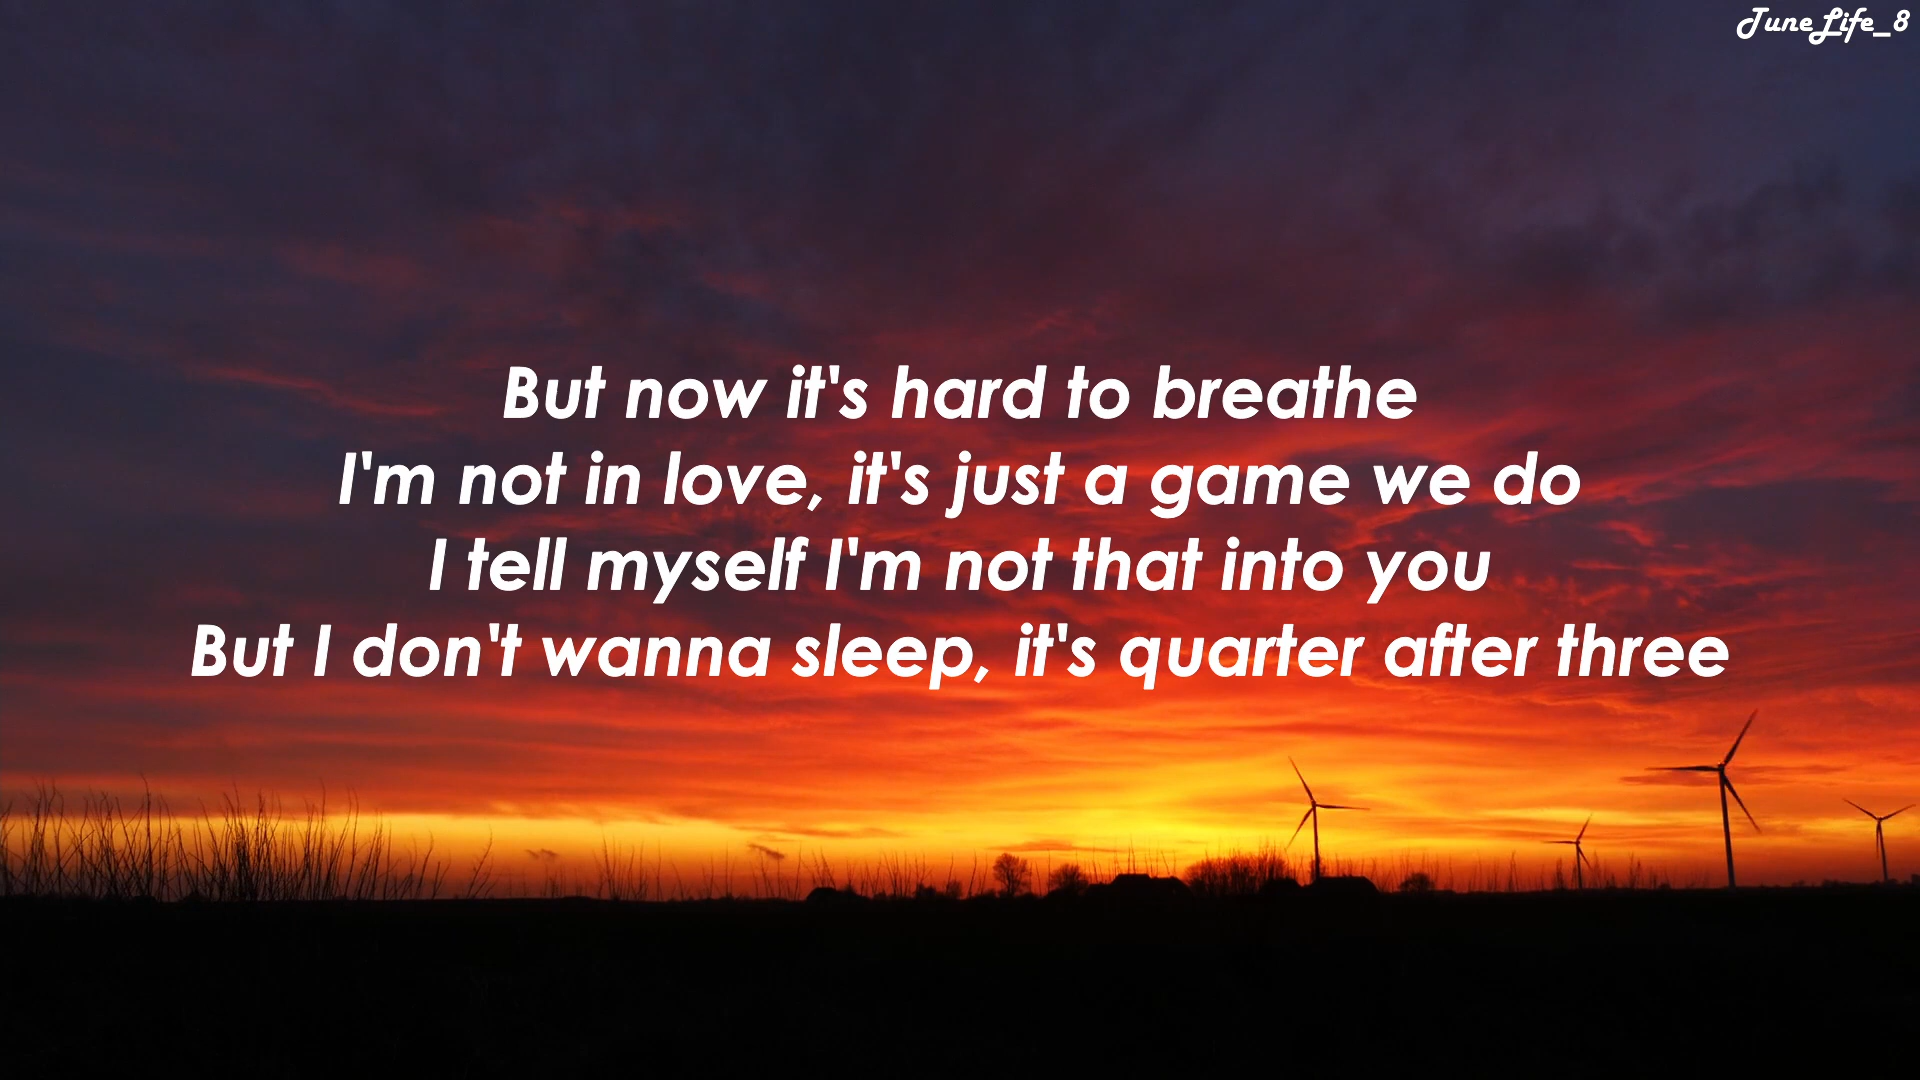 TuneLife_8
But now it's hard to breathe
I'm not in love, it's just a game we do
I tell myself I'm not that into you
But I don't wanna sleep, it's quarter after three